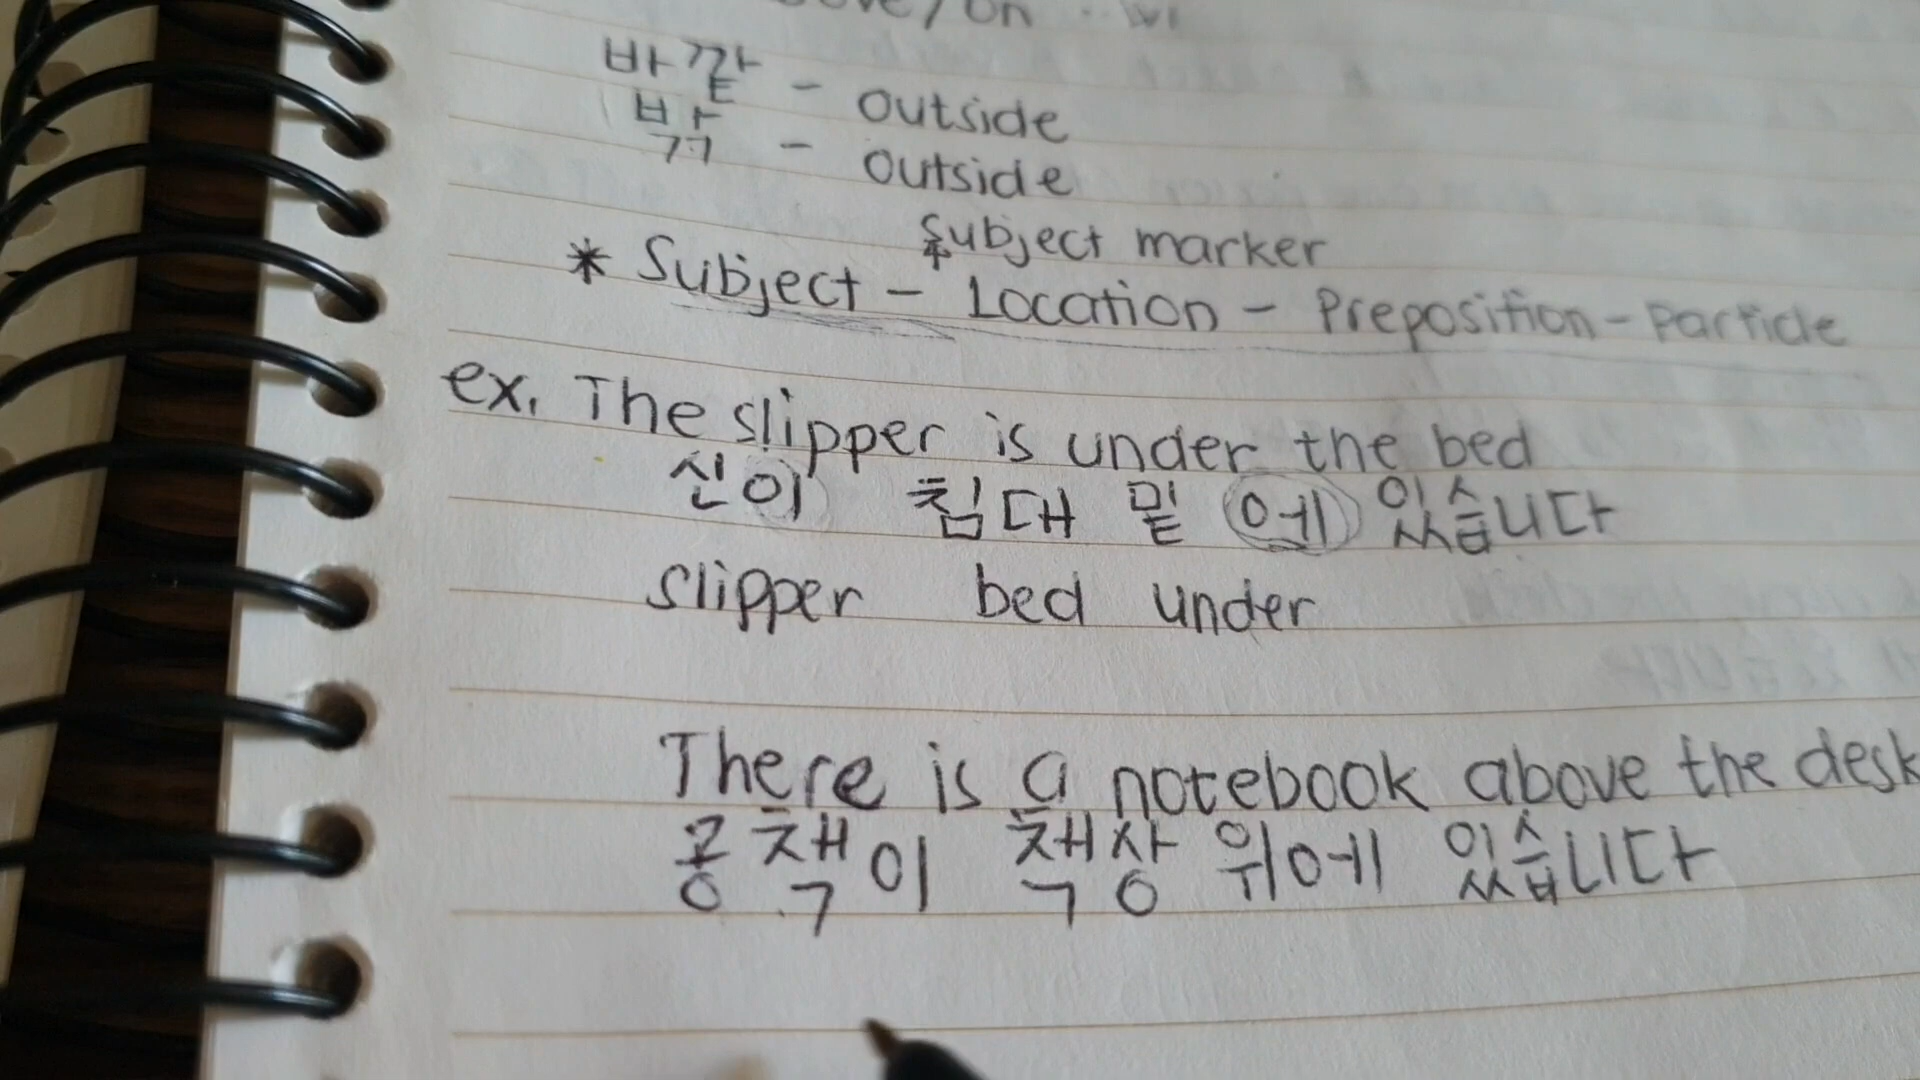 바깥 - outside
밖 - outside
subject marker
* Subject - Location - Preposition - Particle
ex. The slipper is under the bed
신이 침대 밑에 있습니다
slipper bed under
There is a notebook above the desk
공책이 책상 위에 있습니다